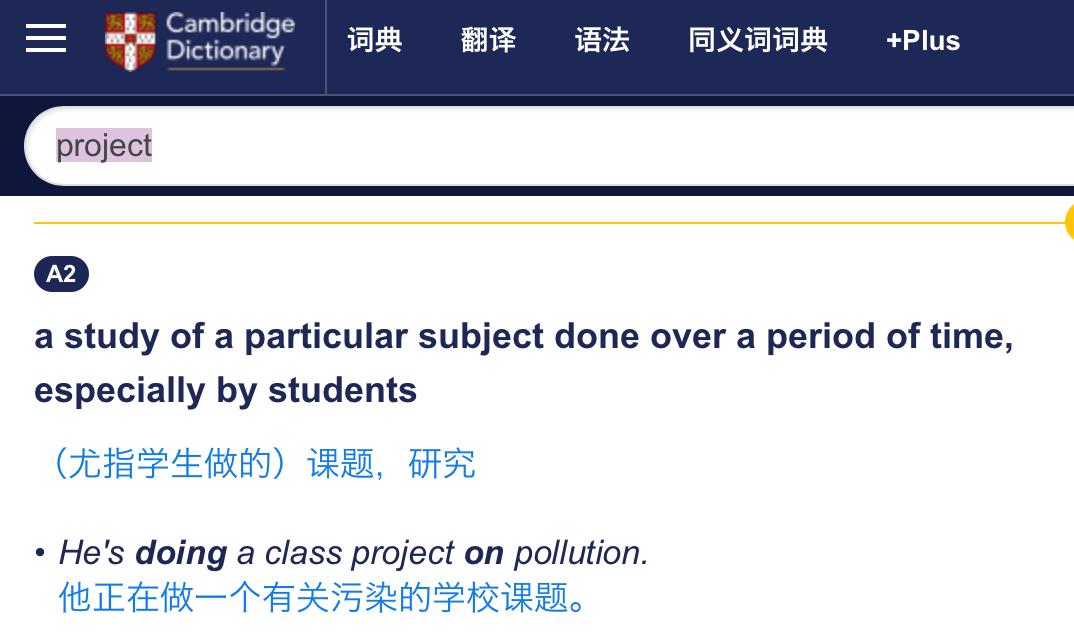 Cambridge
Dictionary
词典 翻译 语法 同义词词典 +Plus
project
A2
a study of a particular subject done over a period of time,
especially by students
（尤指学生做的）课题，研究
• He's doing a class project on pollution.
他正在做一个有关污染的学校课题。